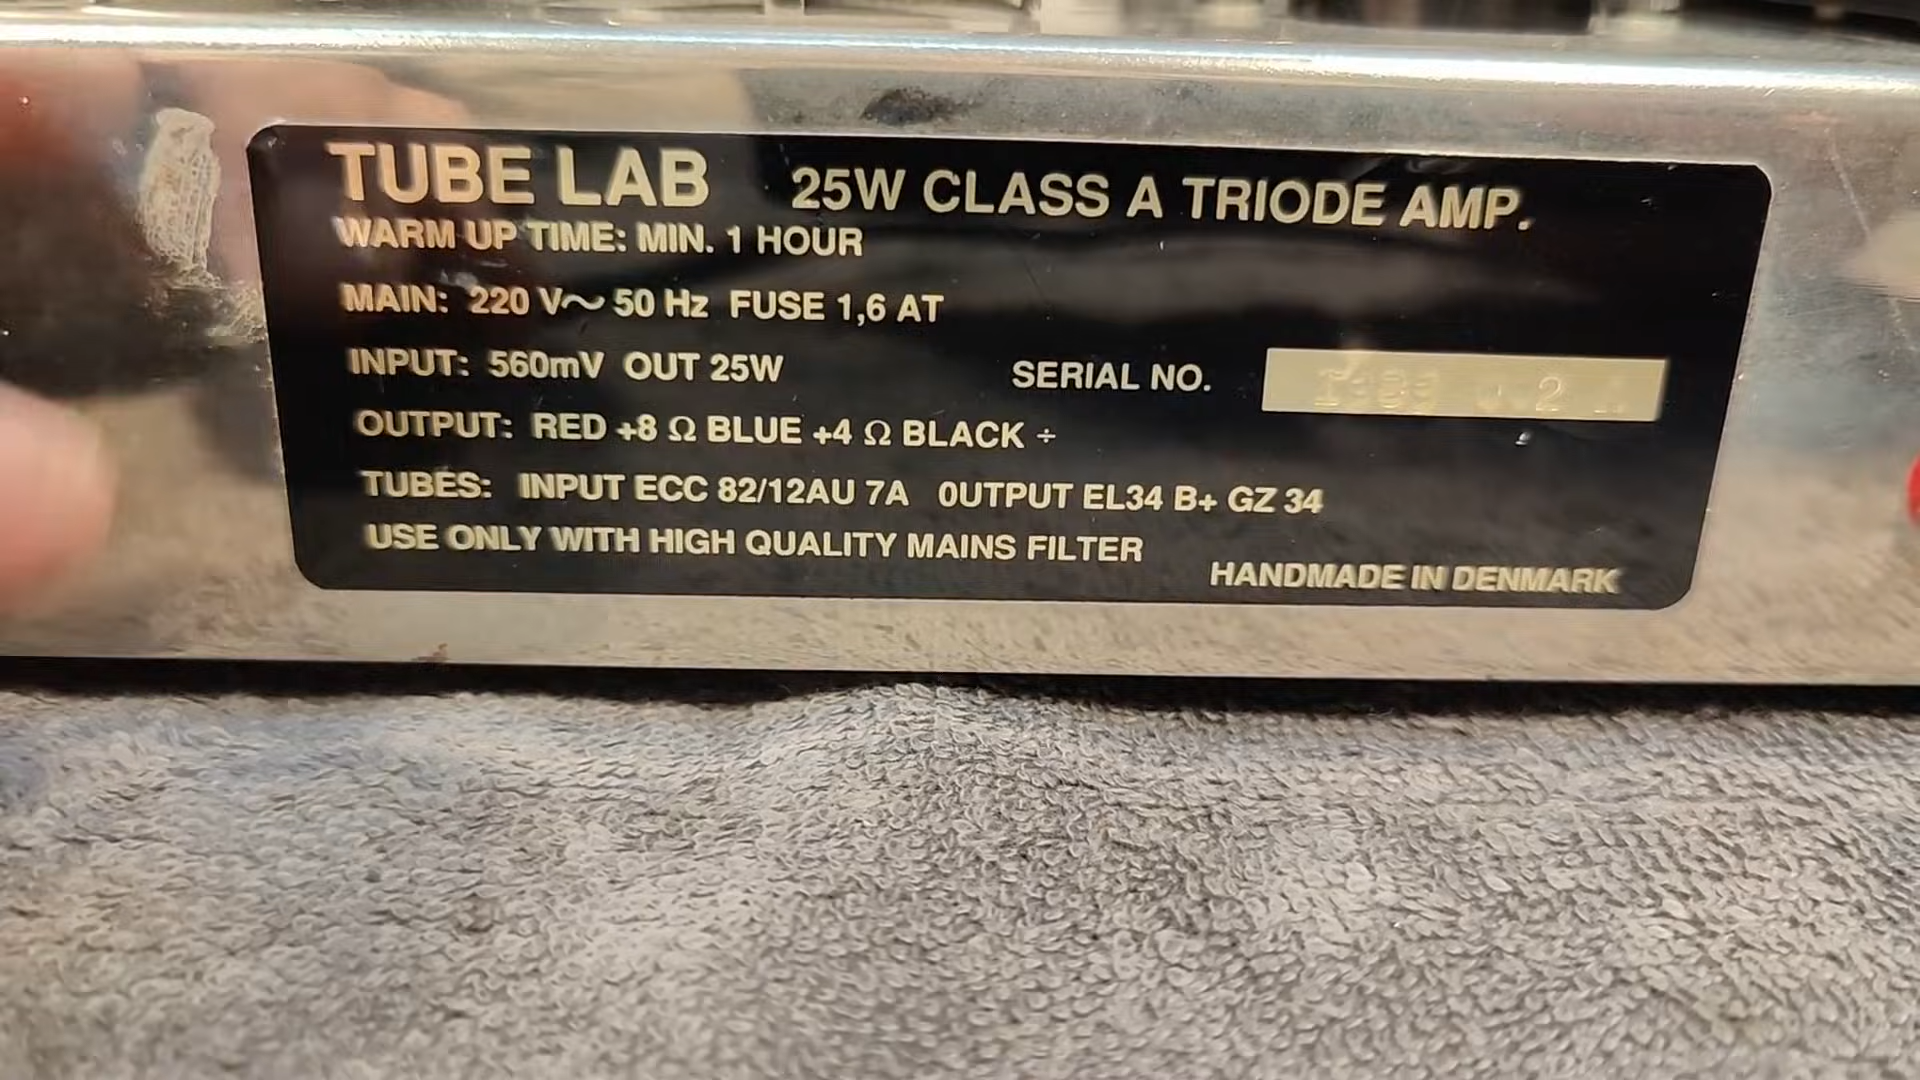 TUBE LAB 25W CLASS A TRIODE AMP.
WARM UP TIME: MIN. 1 HOUR
MAIN: 220 V~ 50 Hz FUSE 1,6 AT
INPUT: 560mV OUT 25W
SERIAL NO.
OUTPUT: RED +8 Ω BLUE +4 Ω BLACK ÷
TUBES: INPUT ECC 82/12AU 7A 0UTPUT EL34 B+ GZ 34
USE ONLY WITH HIGH QUALITY MAINS FILTER
HANDMADE IN DENMARK